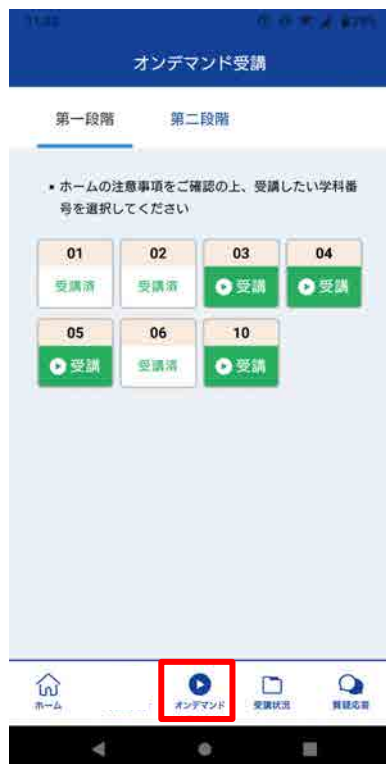 オンデマンド受講
第一段階 第二段階
• ホームの注意事項をご確認の上、受講したい学科番
号を選択してください
01 02 03 04
受講済 受講済 受講 受講
05 06 10
受講 受講済 受講
ホーム オンデマンド 受講状況 質疑応答